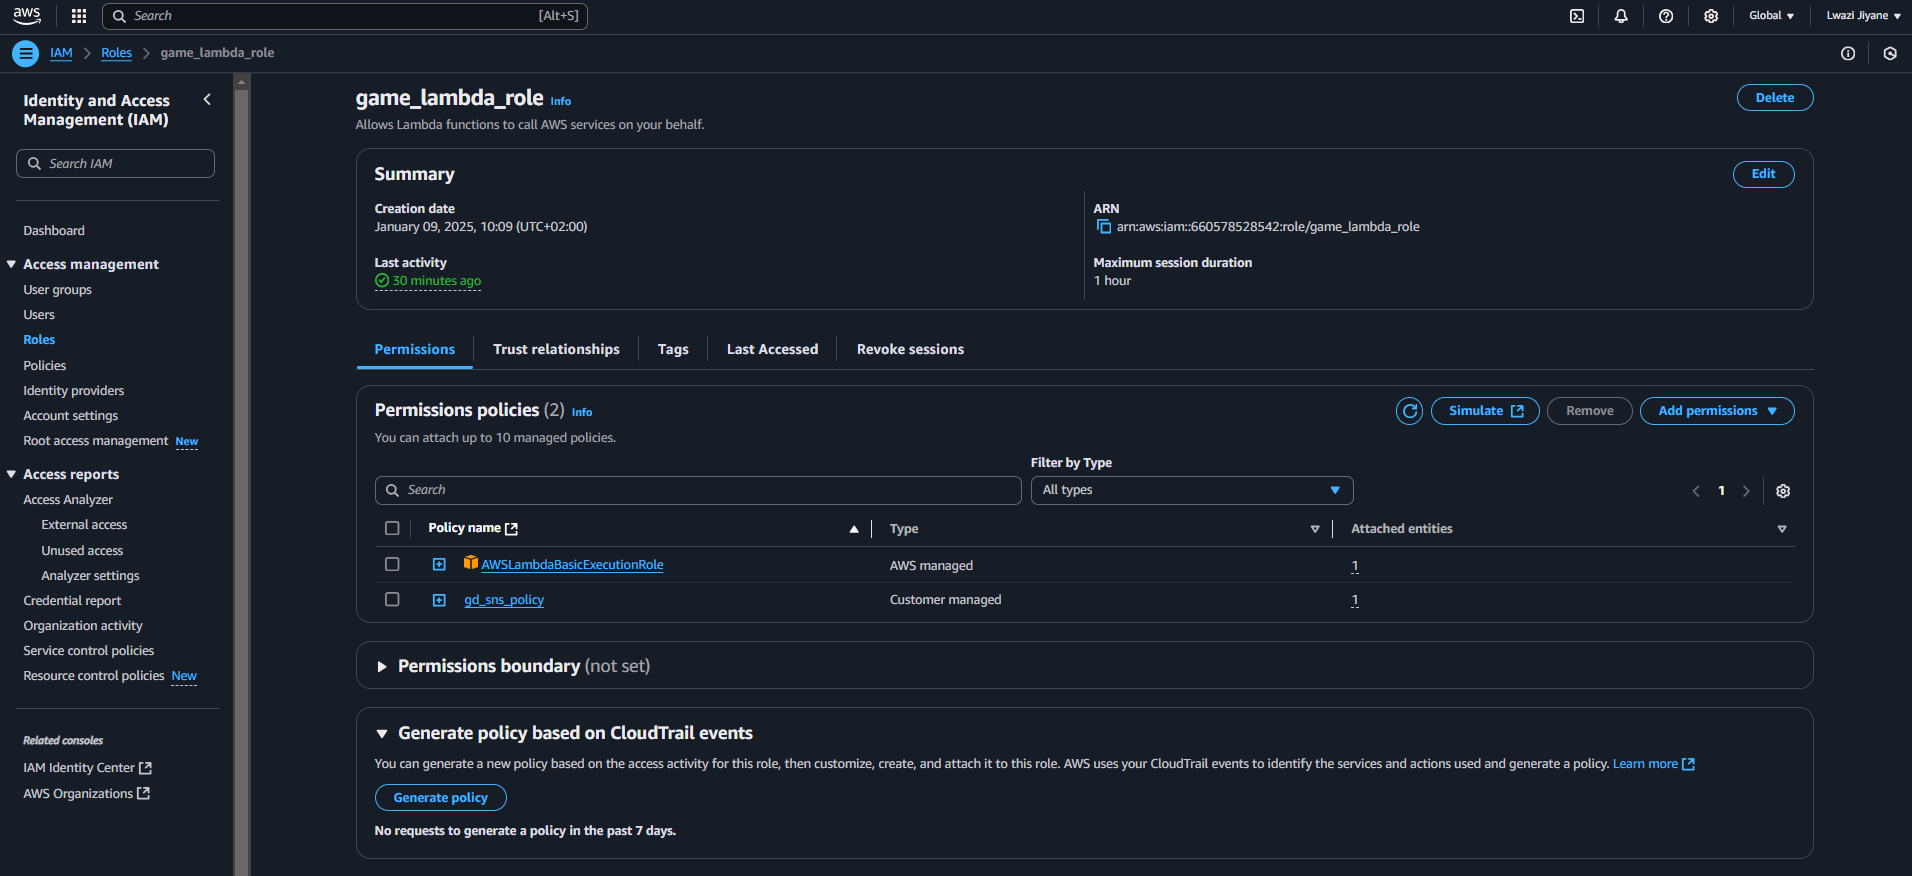 aws
Search [Alt+S]
Global
Lwazi Jiyane
IAM
Roles
game_lambda_role
Identity and Access
Management (IAM)
Search IAM
Dashboard
Access management
User groups
Users
Roles
Policies
Identity providers
Account settings
Root access management New
Access reports
Access Analyzer
External access
Unused access
Analyzer settings
Credential report
Organization activity
Service control policies
Resource control policies New
Related consoles
IAM Identity Center
AWS Organizations
game_lambda_role Info
Delete
Allows Lambda functions to call AWS services on your behalf.
Summary
Edit
Creation date
January 09, 2025, 10:09 (UTC+02:00)
ARN
arn:aws:iam::660578528542:role/game_lambda_role
Last activity
30 minutes ago
Maximum session duration
1 hour
Permissions
Trust relationships
Tags
Last Accessed
Revoke sessions
Permissions policies (2) Info
Simulate
Remove
Add permissions
You can attach up to 10 managed policies.
Filter by Type
Search
All types
1
Policy name
Type
Attached entities
AWSLambdaBasicExecutionRole
AWS managed
1
gd_sns_policy
Customer managed
1
Permissions boundary (not set)
Generate policy based on CloudTrail events
You can generate a new policy based on the access activity for this role, then customize, create, and attach it to this role. AWS uses your CloudTrail events to identify the services and actions used and generate a policy. Learn more
Generate policy
No requests to generate a policy in the past 7 days.